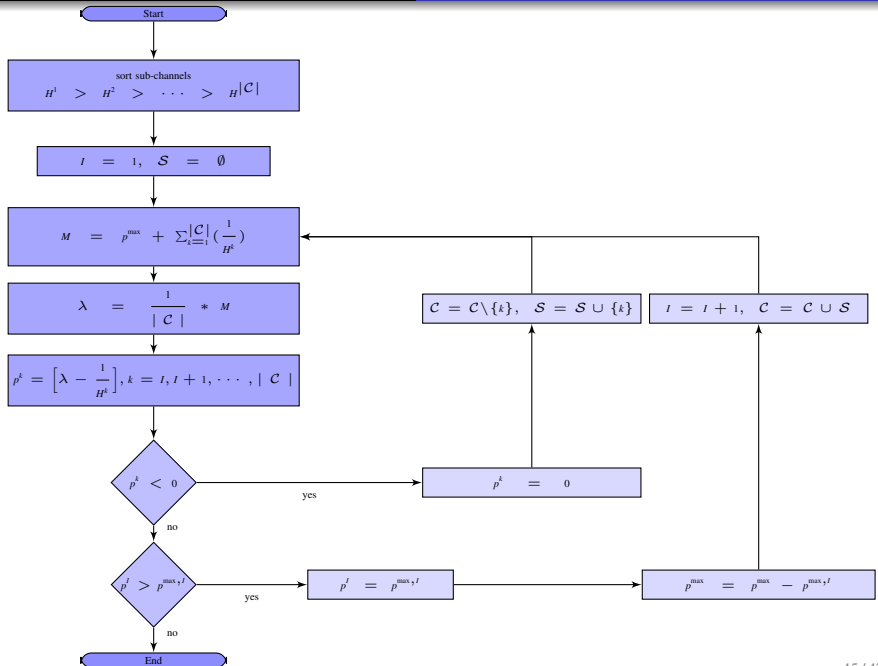 Start
sort sub-channels
H¹ > H² > · · · > H^|𝒞|
I = 1, 𝒮 = ∅
M = p^max + ∑_{k=1}^{|𝒞|} (1/H^k)
λ = 1/|𝒞| * M
p^k = [λ − 1/H^k], k = I, I + 1, · · · , |𝒞|
𝒞 = 𝒞\{k}, 𝒮 = 𝒮 ∪ {k}
I = I + 1, 𝒞 = 𝒞 ∪ 𝒮
p^k < 0
yes
p^k = 0
no
p^I > p^{max,I}
yes
p^I = p^{max,I}
p^max = p^max − p^{max,I}
no
End